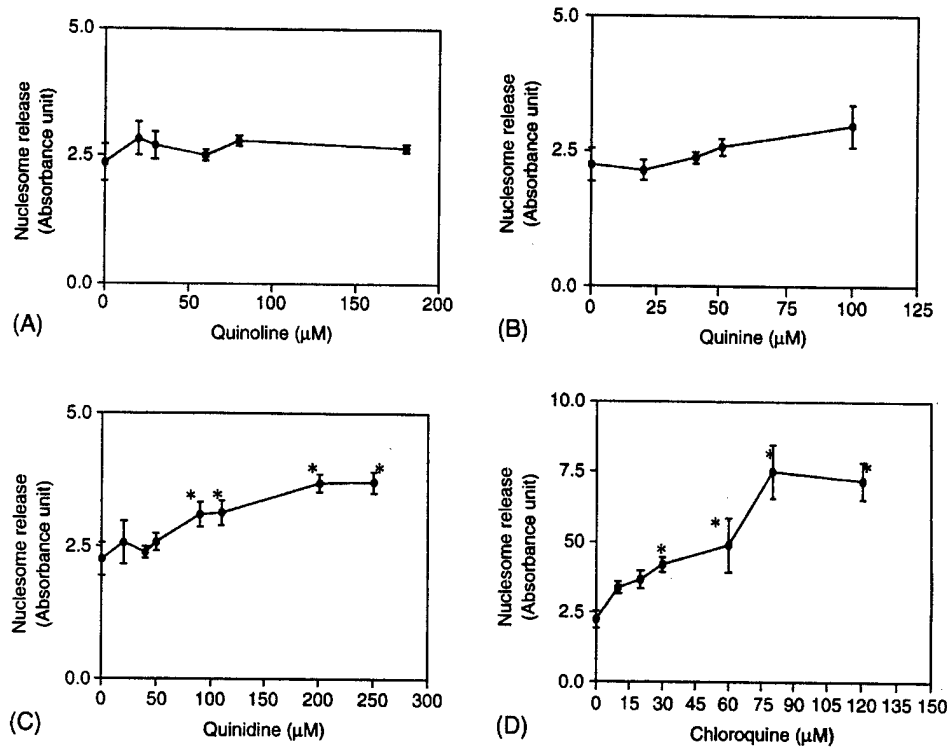 5.0
2.5
0.0
Nuclesome release
(Absorbance unit)
0 50 100 150 200
Quinoline (µM)
(A)
5.0
2.5
0.0
Nuclesome release
(Absorbance unit)
0 25 50 75 100 125
Quinine (µM)
(B)
5.0
2.5
0.0
Nuclesome release
(Absorbance unit)
* * * *
0 50 100 150 200 250 300
Quinidine (µM)
(C)
10.0
7.5
50
2.5
0.0
Nuclesome release
(Absorbance unit)
* * * *
0 15 30 45 60 75 90 105 120 135 150
Chloroquine (µM)
(D)